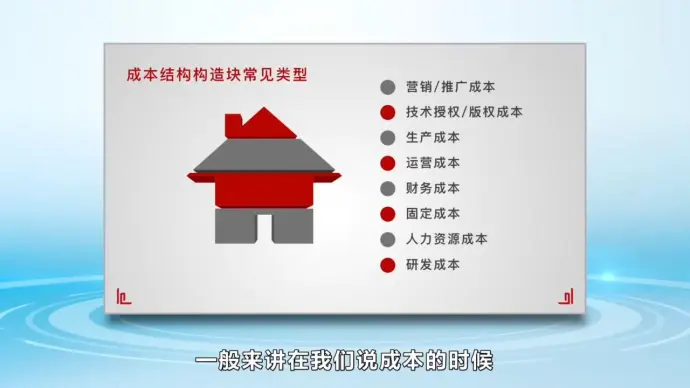 成本结构构造块常见类型
营销/推广成本
技术授权/版权成本
生产成本
运营成本
财务成本
固定成本
人力资源成本
研发成本
一般来讲在我们说成本的时候